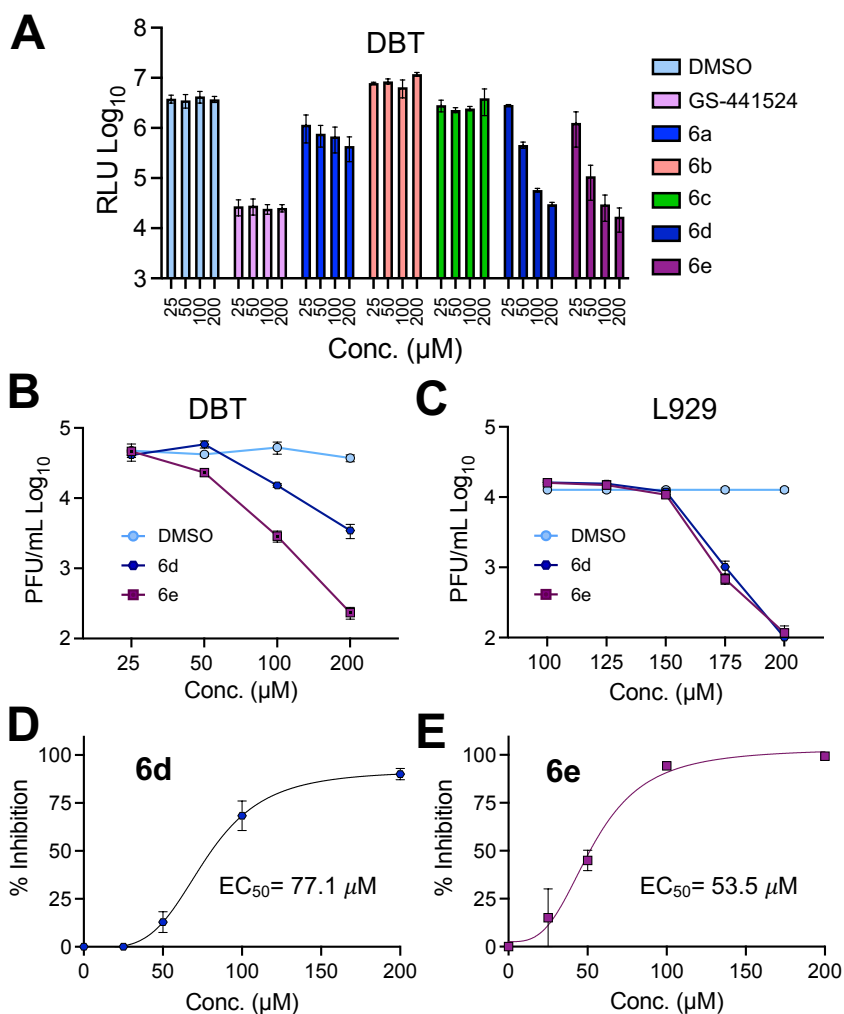 A
DBT
RLU Log10
8
7
6
5
4
3
25 50 100 200 25 50 100 200 25 50 100 200 25 50 100 200 25 50 100 200 25 50 100 200 25 50 100 200
Conc. (µM)
DMSO
GS-441524
6a
6b
6c
6d
6e
B
DBT
PFU/mL Log10
5
4
3
2
DMSO
6d
6e
25 50 100 200
Conc. (µM)
C
L929
PFU/mL Log10
5
4
3
2
DMSO
6d
6e
100 125 150 175 200
Conc. (µM)
D
6d
% Inhibition
100
75
50
25
0
EC50= 77.1 µM
0 50 100 200
Conc. (µM)
E
6e
% Inhibition
100
75
50
25
0
EC50= 53.5 µM
0 50 100 200
Conc. (µM)